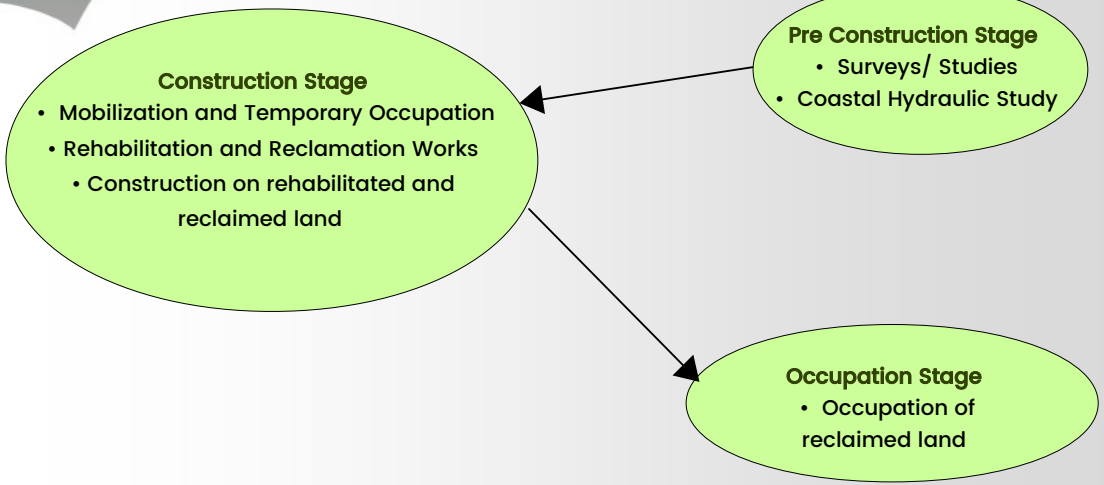 Pre Construction Stage
• Surveys/ Studies
• Coastal Hydraulic Study
Construction Stage
• Mobilization and Temporary Occupation
• Rehabilitation and Reclamation Works
• Construction on rehabilitated and
reclaimed land
Occupation Stage
• Occupation of
reclaimed land